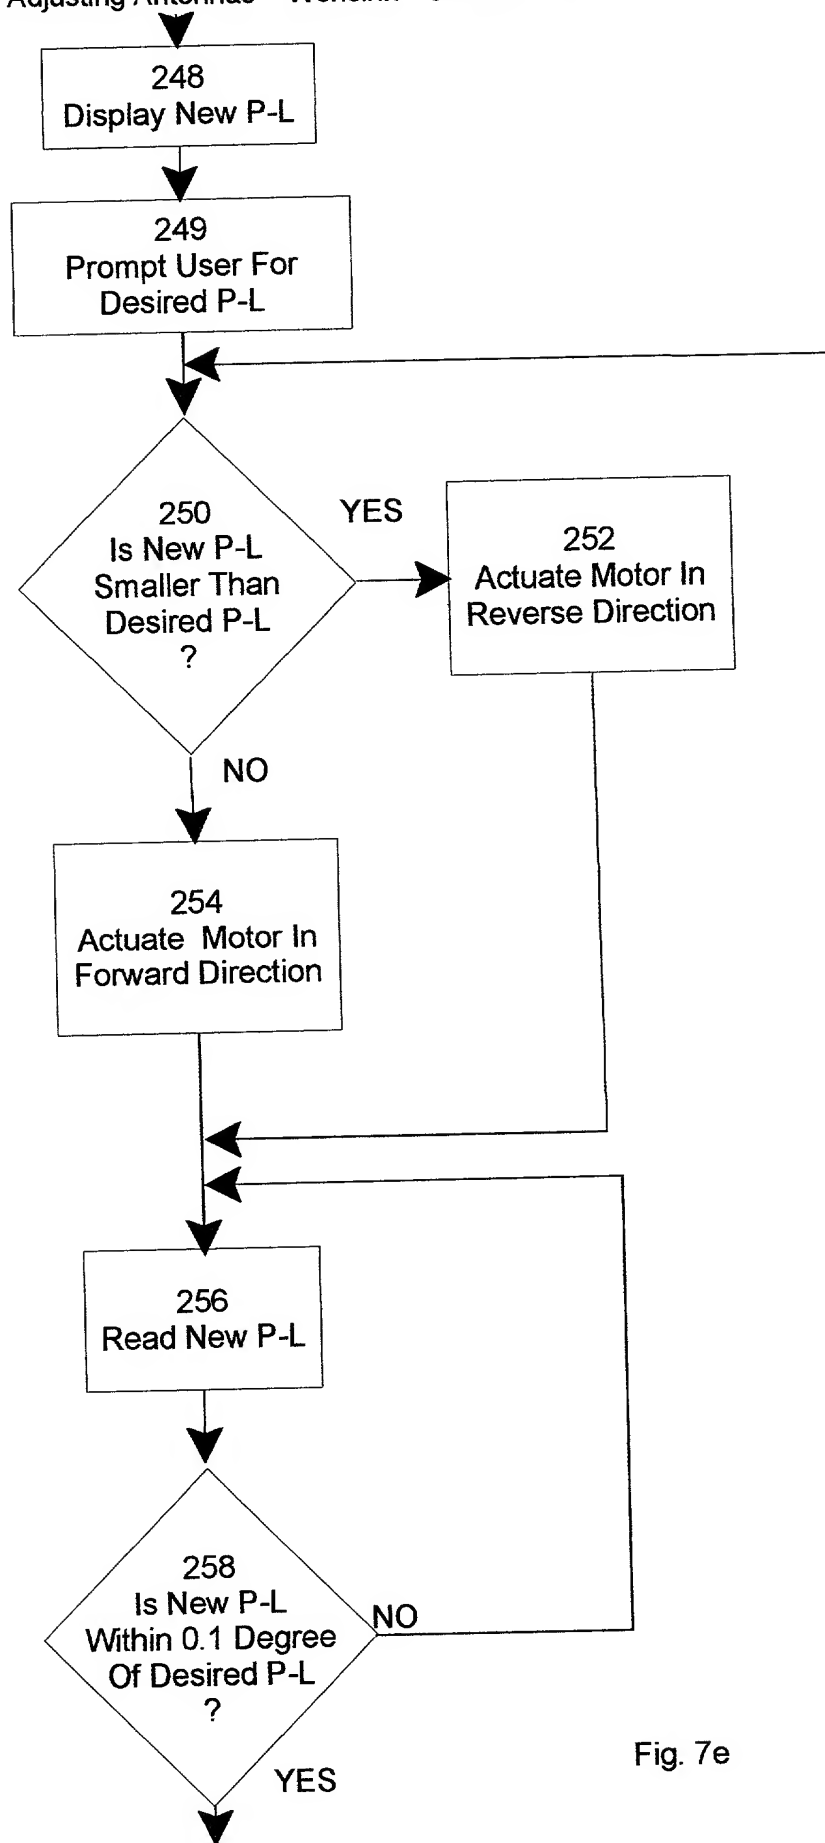 Adjusting Antennas
248
Display New P-L
249
Prompt User For
Desired P-L
250
Is New P-L
Smaller Than
Desired P-L
?
YES
252
Actuate Motor In
Reverse Direction
NO
254
Actuate Motor In
Forward Direction
256
Read New P-L
258
Is New P-L
Within 0.1 Degree
Of Desired P-L
?
NO
YES
Fig. 7e